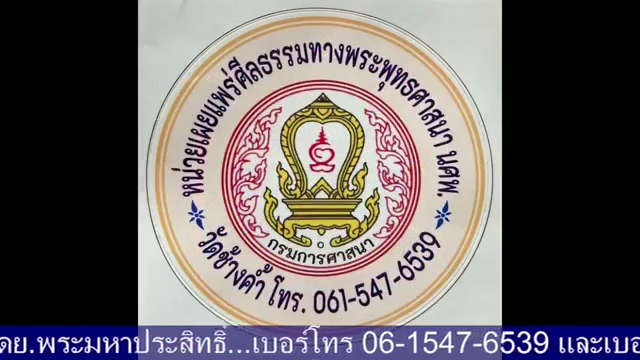 หน่วยเผยแพร่ศีลธรรมทางพระพุทธศาสนา นศพ.
กรมการศาสนา
วัดช้างค้ำ โทร. 061-547-6539
ดย.พระมหาประสิทธิ์...เบอร์โทร 06-1547-6539 และเบอ